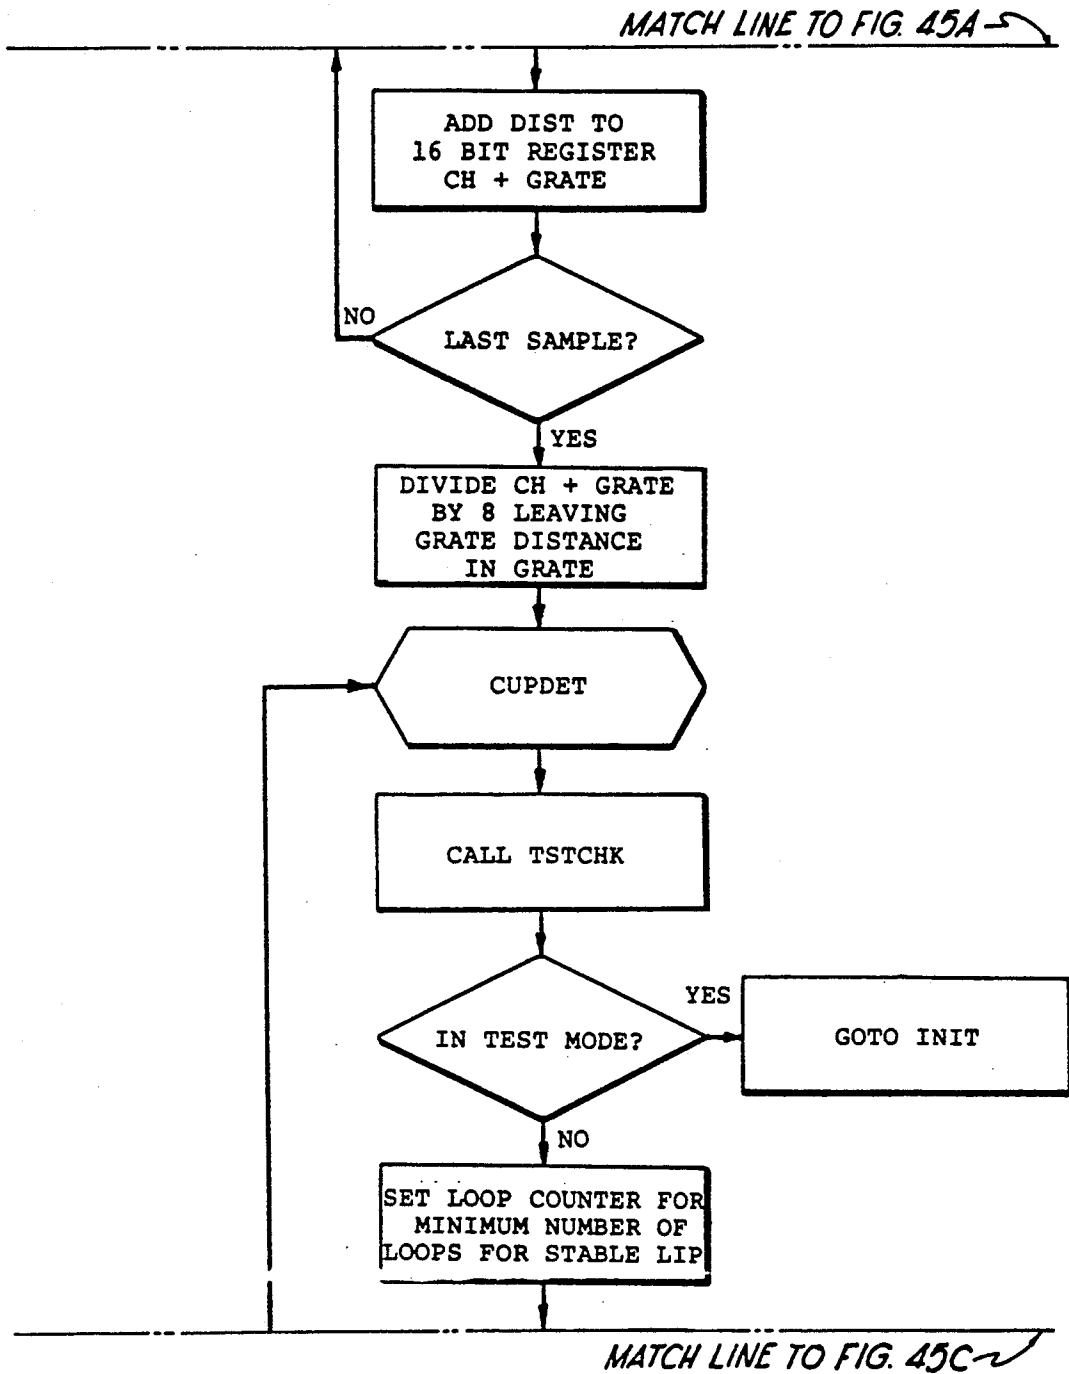 MATCH LINE TO FIG. 45A
ADD DIST TO
16 BIT REGISTER
CH + GRATE
NO
LAST SAMPLE?
YES
DIVIDE CH + GRATE
BY 8 LEAVING
GRATE DISTANCE
IN GRATE
CUPDET
CALL TSTCHK
IN TEST MODE?
YES
GOTO INIT
NO
SET LOOP COUNTER FOR
MINIMUM NUMBER OF
LOOPS FOR STABLE LIP
MATCH LINE TO FIG. 45C